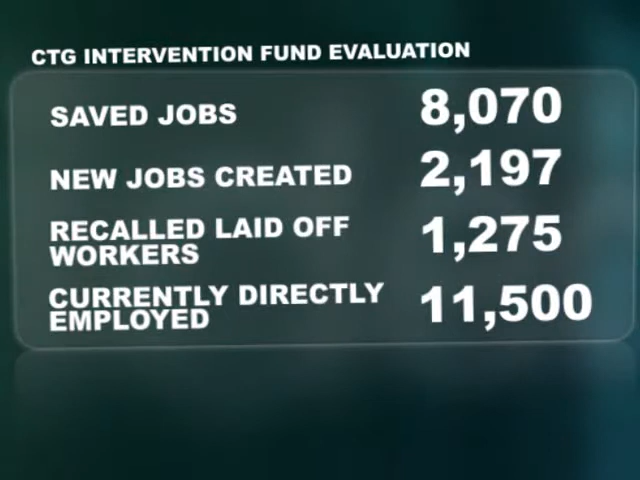 CTG INTERVENTION FUND EVALUATION
SAVED JOBS 8,070
NEW JOBS CREATED 2,197
RECALLED LAID OFF
WORKERS 1,275
CURRENTLY DIRECTLY
EMPLOYED 11,500